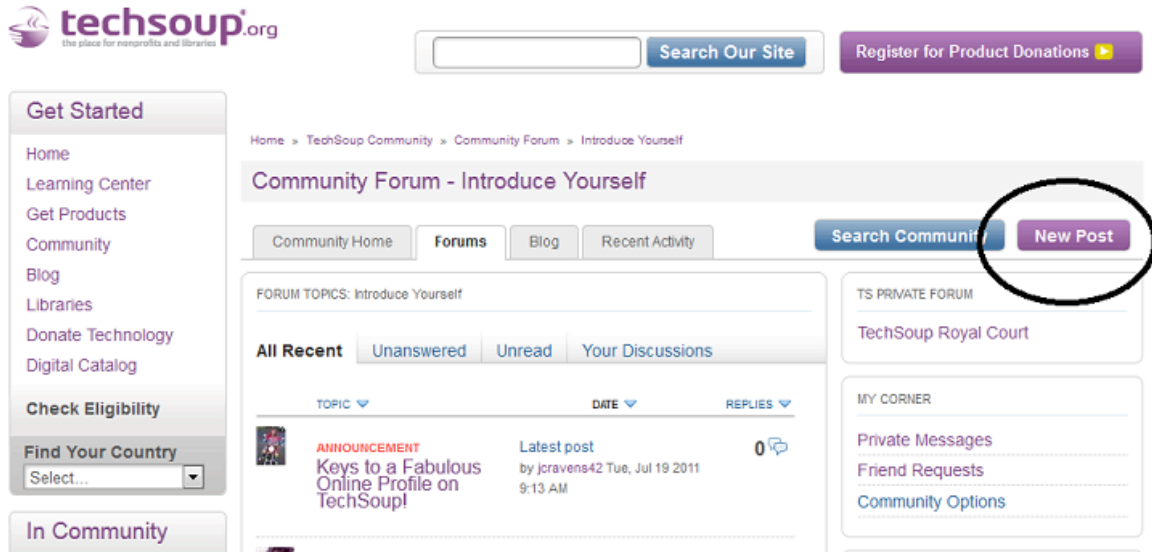 techsoup.org
the place for nonprofits and libraries
Search Our Site
Register for Product Donations
Get Started
Home
Learning Center
Get Products
Community
Blog
Libraries
Donate Technology
Digital Catalog
Check Eligibility
Find Your Country
Select...
In Community
Home » TechSoup Community » Community Forum » Introduce Yourself
Community Forum - Introduce Yourself
Community Home Forums Blog Recent Activity
Search Community New Post
FORUM TOPICS: Introduce Yourself
All Recent Unanswered Unread Your Discussions
TOPIC DATE REPLIES
ANNOUNCEMENT
Keys to a Fabulous
Online Profile on
TechSoup!
Latest post
by jcravens42 Tue, Jul 19 2011
9:13 AM
0
TS PRIVATE FORUM
TechSoup Royal Court
MY CORNER
Private Messages
Friend Requests
Community Options